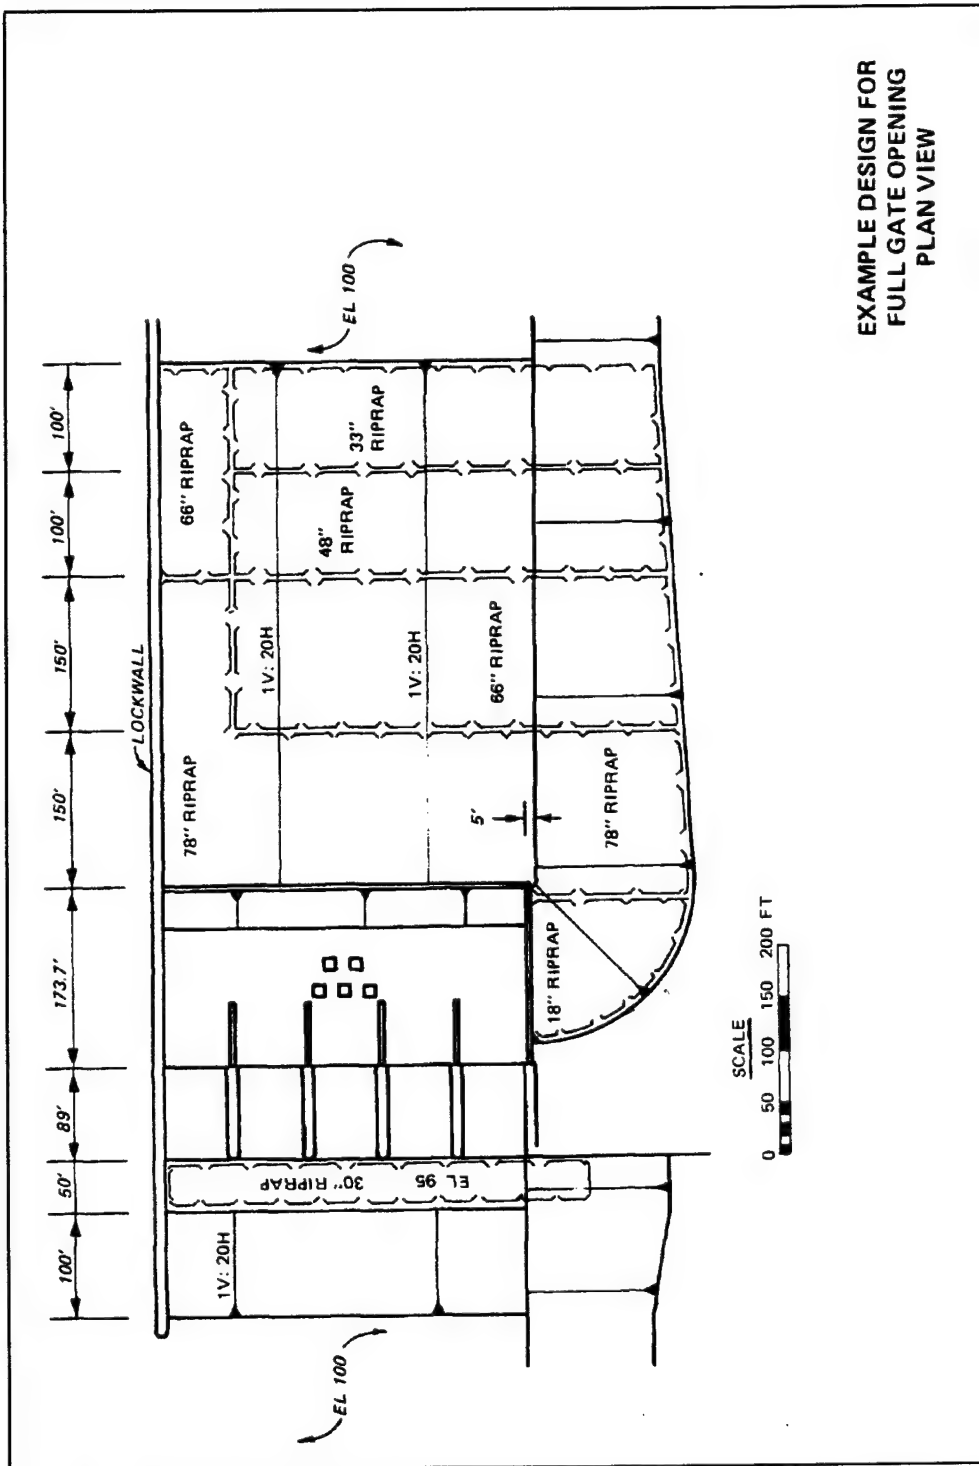 EXAMPLE DESIGN FOR
FULL GATE OPENING
PLAN VIEW
100'
50'
89'
173.7'
150'
150'
100'
100'
LOCKWALL
EL 100
EL 100
1V: 20H
EL 95 30" RIPRAP
78" RIPRAP
66" RIPRAP
1V: 20H
1V: 20H
48"
RIPRAP
33"
RIPRAP
66" RIPRAP
5'
18" RIPRAP
78" RIPRAP
SCALE
0 50 100 150 200 FT